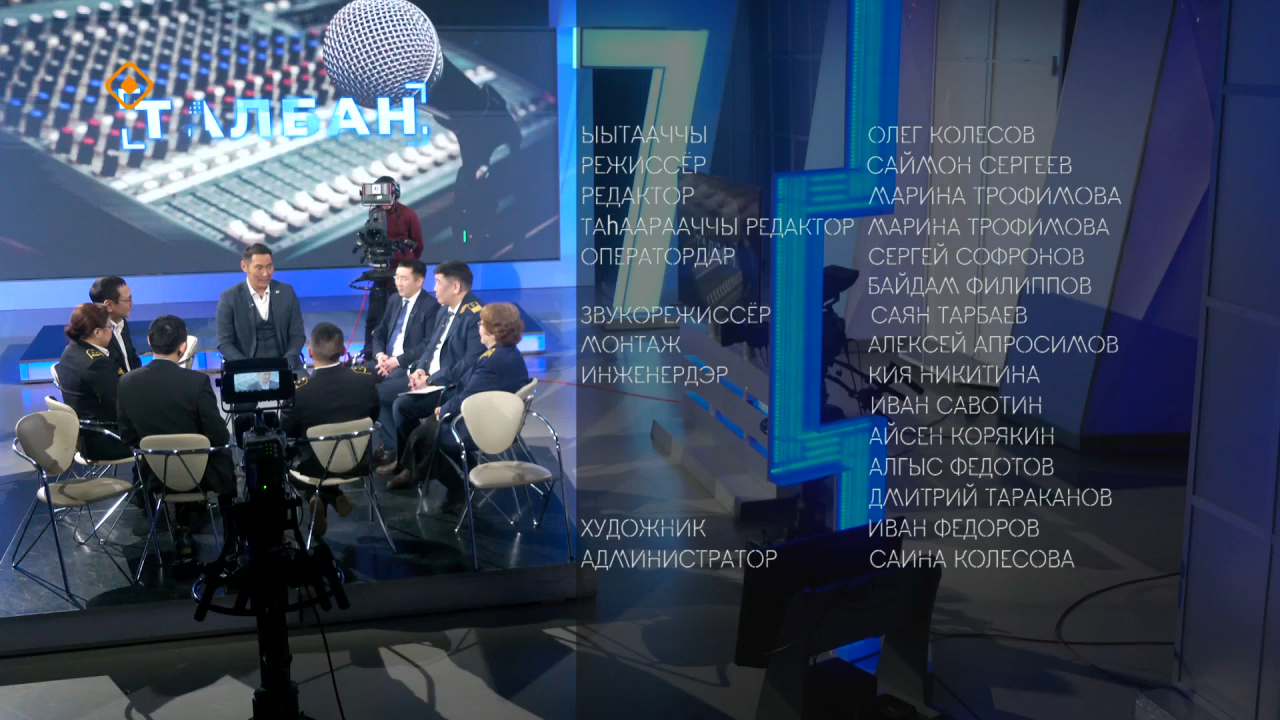 ТАЛБАН
ЫЫТААЧЧЫ ОЛЕГ КОЛЕСОВ
РЕЖИССЁР САЙМОН СЕРГЕЕВ
РЕДАКТОР МАРИНА ТРОФИМОВА
ТАҺААРААЧЧЫ РЕДАКТОР МАРИНА ТРОФИМОВА
ОПЕРАТОРДАР СЕРГЕЙ СОФРОНОВ
БАЙДАМ ФИЛИППОВ
ЗВУКОРЕЖИССЁР САЯН ТАРБАЕВ
МОНТАЖ АЛЕКСЕЙ АПРОСИМОВ
ИНЖЕНЕРДЭР КИЯ НИКИТИНА
ИВАН САВОТИН
АЙСЕН КОРЯКИН
АЛГЫС ФЕДОТОВ
ДМИТРИЙ ТАРАКАНОВ
ХУДОЖНИК ИВАН ФЕДОРОВ
АДМИНИСТРАТОР САИНА КОЛЕСОВА